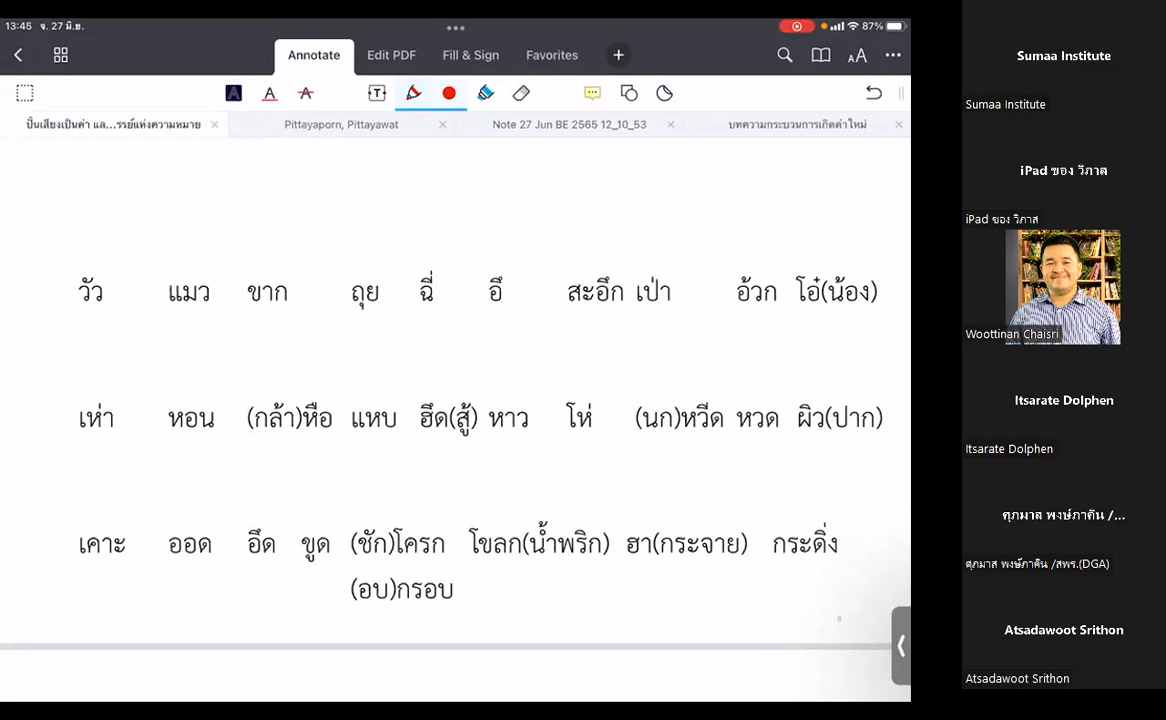 13:45 จ. 27 มิ.ย.
87%
Annotate Edit PDF Fill & Sign Favorites
ปั้นเสียงเป็นคำ แล...รรย์แห่งความหมาย Pittayaporn, Pittayawat Note 27 Jun BE 2565 12_10_53 บทความกระบวนการเกิดคำใหม่
วัว แมว ขาก ถุย ฉี่ อึ สะอึก เป่า อ้วก โอ๋(น้อง)
เห่า หอน (กล้า)หือ แหบ ฮึด(สู้) หาว โห่ (นก)หวีด หวด ผิว(ปาก)
เคาะ ออด อึด ขูด (ชัก)โครก โขลก(น้ำพริก) ฮา(กระจาย) กระดิ่ง
(อบ)กรอบ
8
Sumaa Institute
Sumaa Institute
iPad ของ วิภาส
iPad ของ วิภาส
Woottinan Chaisri
Itsarate Dolphen
Itsarate Dolphen
ศุภมาส พงษ์ภาคิน /...
ศุภมาส พงษ์ภาคิน /สพร.(DGA)
Atsadawoot Srithon
Atsadawoot Srithon